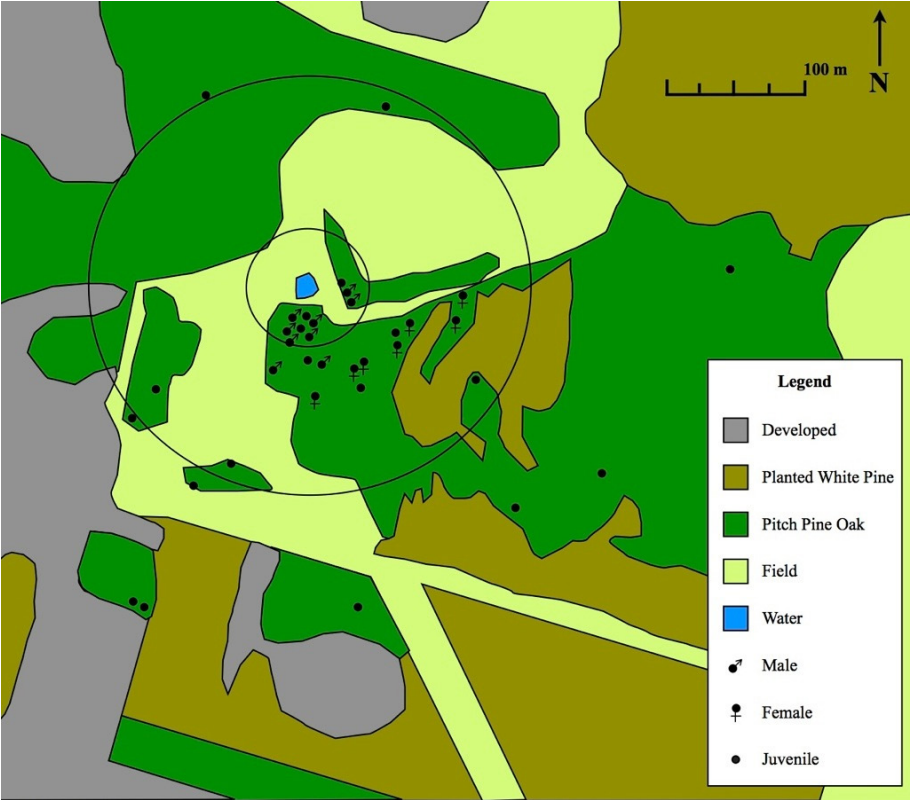 100 m
N
Legend
Developed
Planted White Pine
Pitch Pine Oak
Field
Water
Male
Female
Juvenile